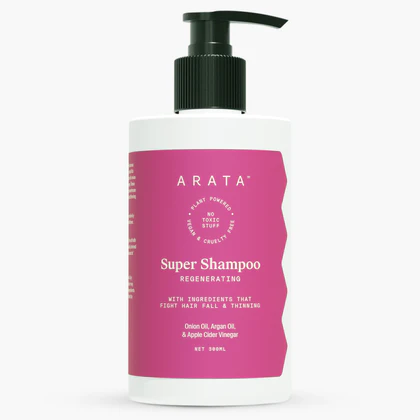 ARATA™
PLANT POWERED
NO
TOXIC
STUFF
VEGAN & CRUELTY FREE
Super Shampoo
REGENERATING
WITH INGREDIENTS THAT
FIGHT HAIR FALL & THINNING
Onion Oil, Argan Oil,
& Apple Cider Vinegar
NET 300ML